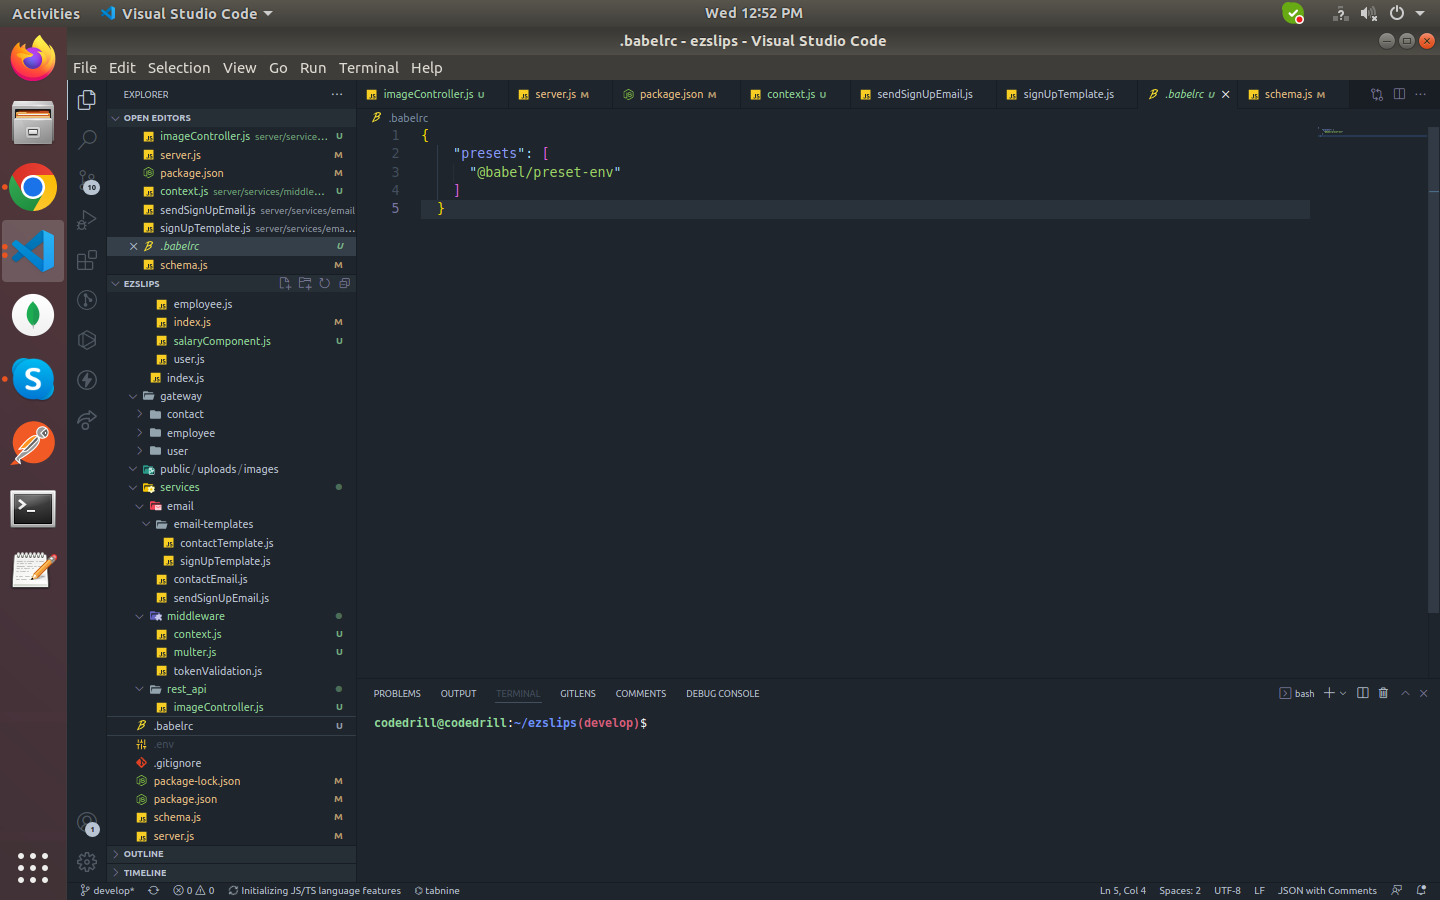 Activities
Visual Studio Code
Wed 12:52 PM
.babelrc - ezslips - Visual Studio Code
File Edit Selection View Go Run Terminal Help
EXPLORER
OPEN EDITORS
imageController.js server/service... U
server.js M
package.json M
context.js server/services/middle... U
sendSignUpEmail.js server/services/email
signUpTemplate.js server/services/ema...
.babelrc U
schema.js M
EZSLIPS
employee.js
index.js M
salaryComponent.js U
user.js
index.js
gateway
contact
employee
user
public/uploads/images
services
email
email-templates
contactTemplate.js
signUpTemplate.js
contactEmail.js
sendSignUpEmail.js
middleware
context.js U
multer.js U
tokenValidation.js
rest_api
imageController.js U
.babelrc U
.env
.gitignore
package-lock.json M
package.json M
schema.js M
server.js M
OUTLINE
TIMELINE
10
1
imageController.js U
server.js M
package.json M
context.js U
sendSignUpEmail.js
signUpTemplate.js
.babelrc U
schema.js M
.babelrc
1 {
2 "presets": [
3 "@babel/preset-env"
4 ]
5 }
PROBLEMS OUTPUT TERMINAL GITLENS COMMENTS DEBUG CONSOLE
bash
codedrill@codedrill:~/ezslips(develop)$
develop* 0 0 Initializing JS/TS language features tabnine
Ln 5, Col 4 Spaces: 2 UTF-8 LF JSON with Comments